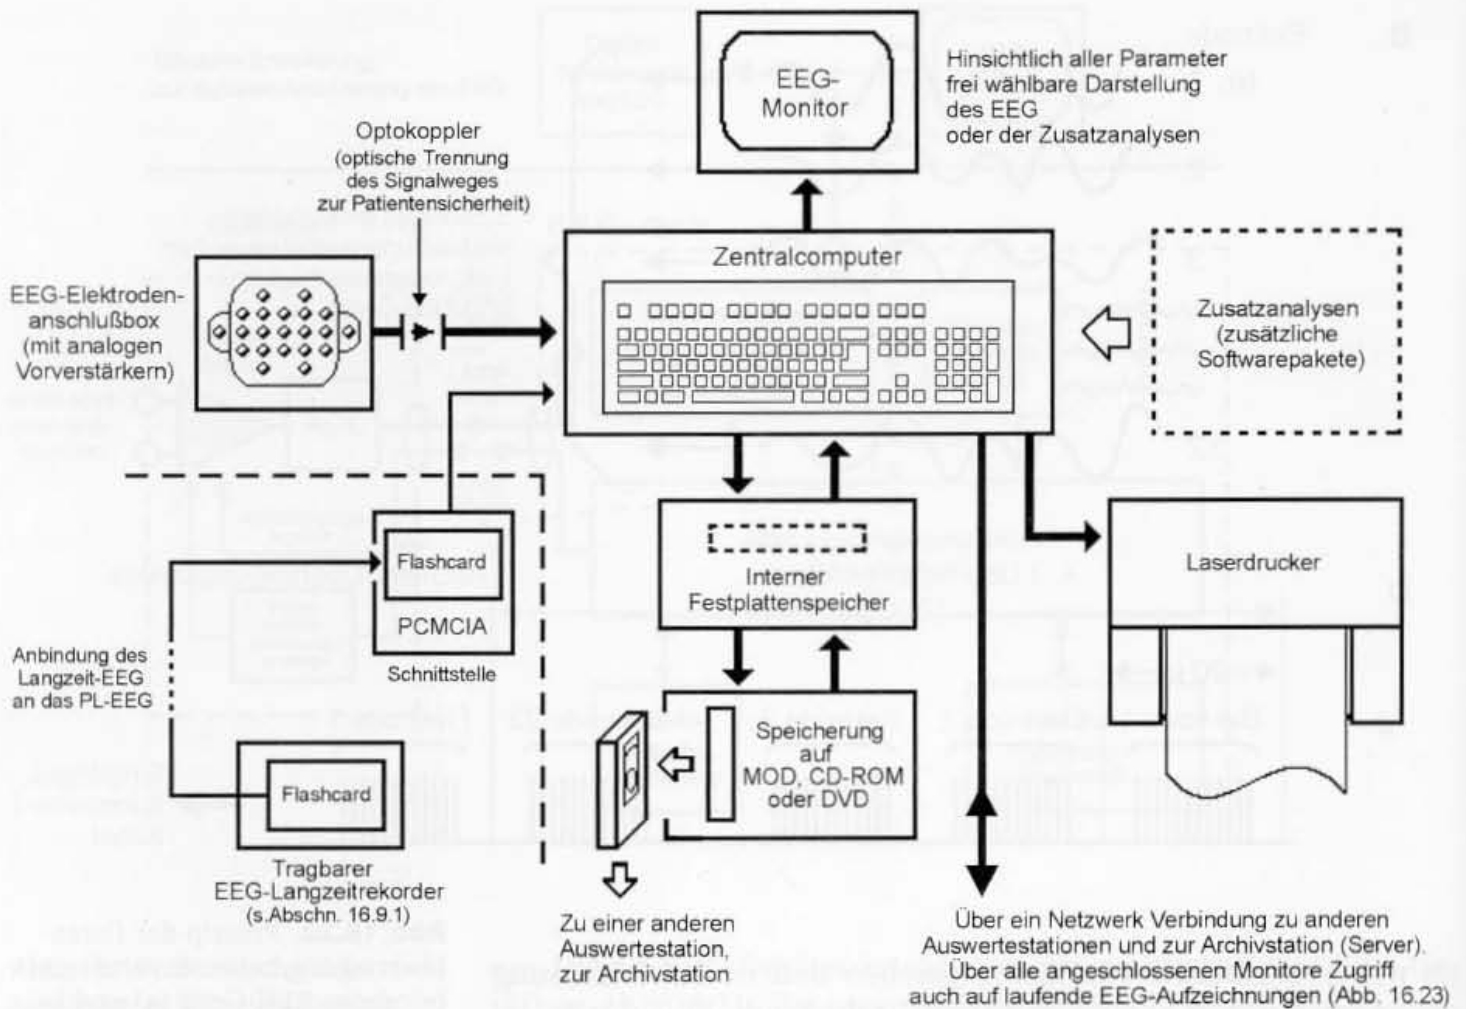 EEG-
Monitor
Hinsichtlich aller Parameter
frei wählbare Darstellung
des EEG
oder der Zusatzanalysen
Optokoppler
(optische Trennung
des Signalweges
zur Patientensicherheit)
EEG-Elektroden-
anschlußbox
(mit analogen
Vorverstärkern)
Zentralcomputer
Zusatzanalysen
(zusätzliche
Softwarepakete)
Flashcard
PCMCIA
Schnittstelle
Anbindung des
Langzeit-EEG
an das PL-EEG
Flashcard
Tragbarer
EEG-Langzeitrekorder
(s.Abschn. 16.9.1)
Interner
Festplattenspeicher
Laserdrucker
Speicherung
auf
MOD, CD-ROM
oder DVD
Zu einer anderen
Auswertestation,
zur Archivstation
Über ein Netzwerk Verbindung zu anderen
Auswertestationen und zur Archivstation (Server).
Über alle angeschlossenen Monitore Zugriff
auch auf laufende EEG-Aufzeichnungen (Abb. 16.23)